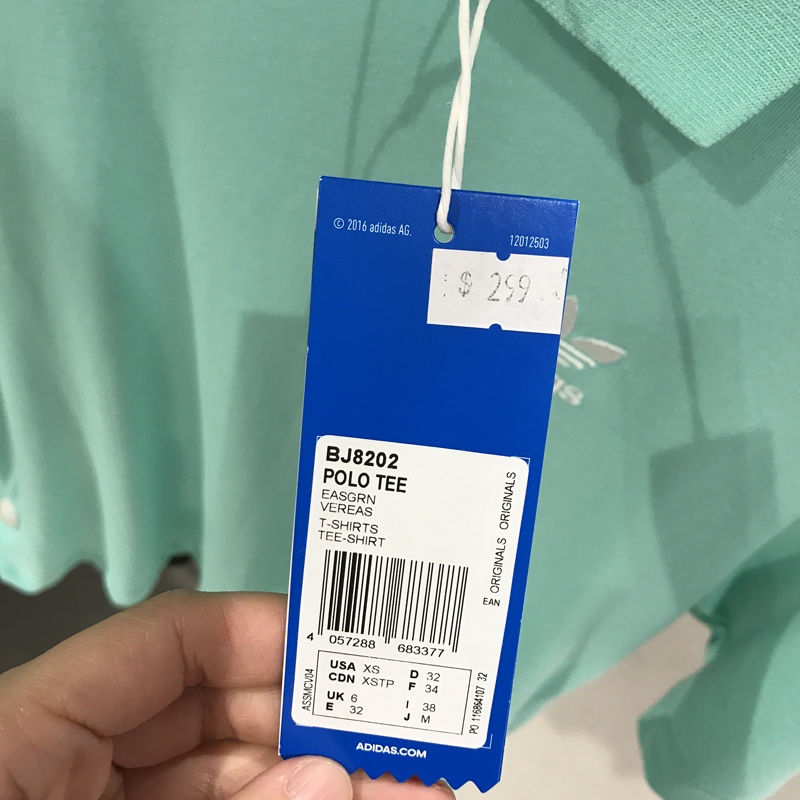 © 2016 adidas AG.
12012503
$ 299
BJ8202
POLO TEE
EASGRN
VEREAS
T-SHIRTS
TEE-SHIRT
ORIGINALS ORIGINALS
EAN
4 057288 683377
USA XS
CDN XSTP
UK 6
E 32
D 32
F 34
I 38
J M
ASSMCV04
PO 116864107 32
ADIDAS.COM